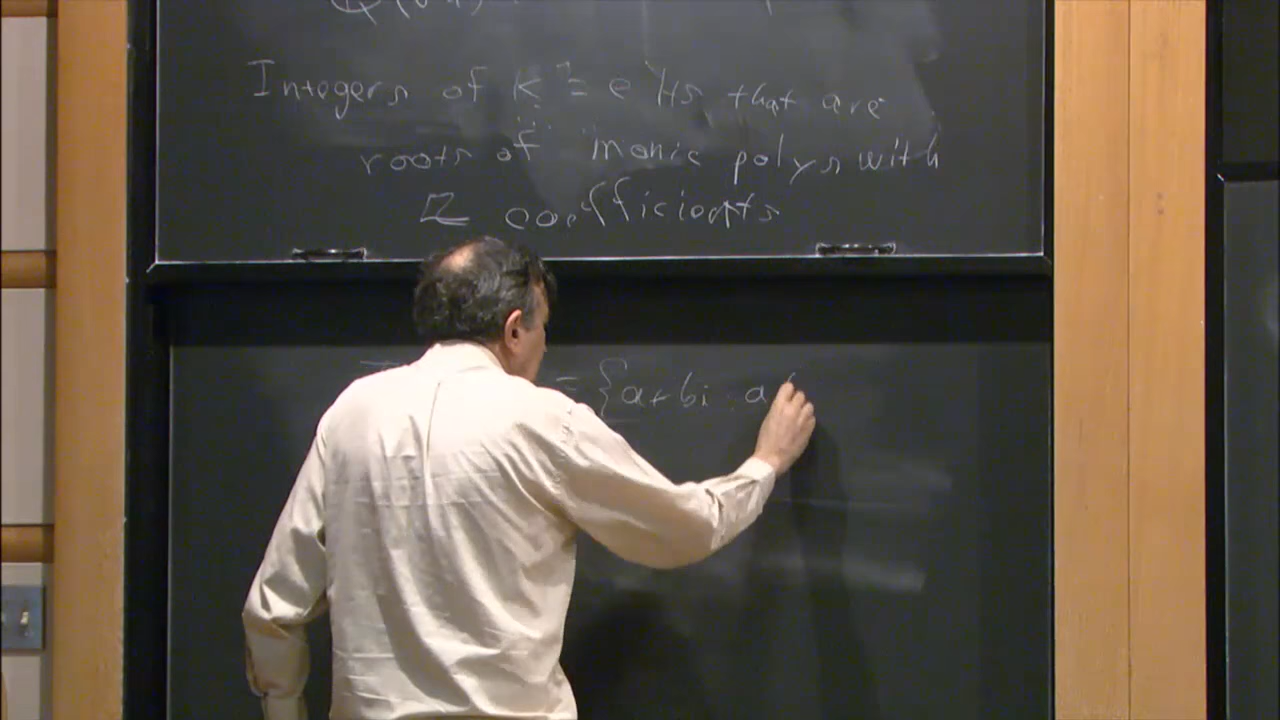 Integers of K = elts that are
roots of monic polys with
ℤ coefficients
= {a+bi : a